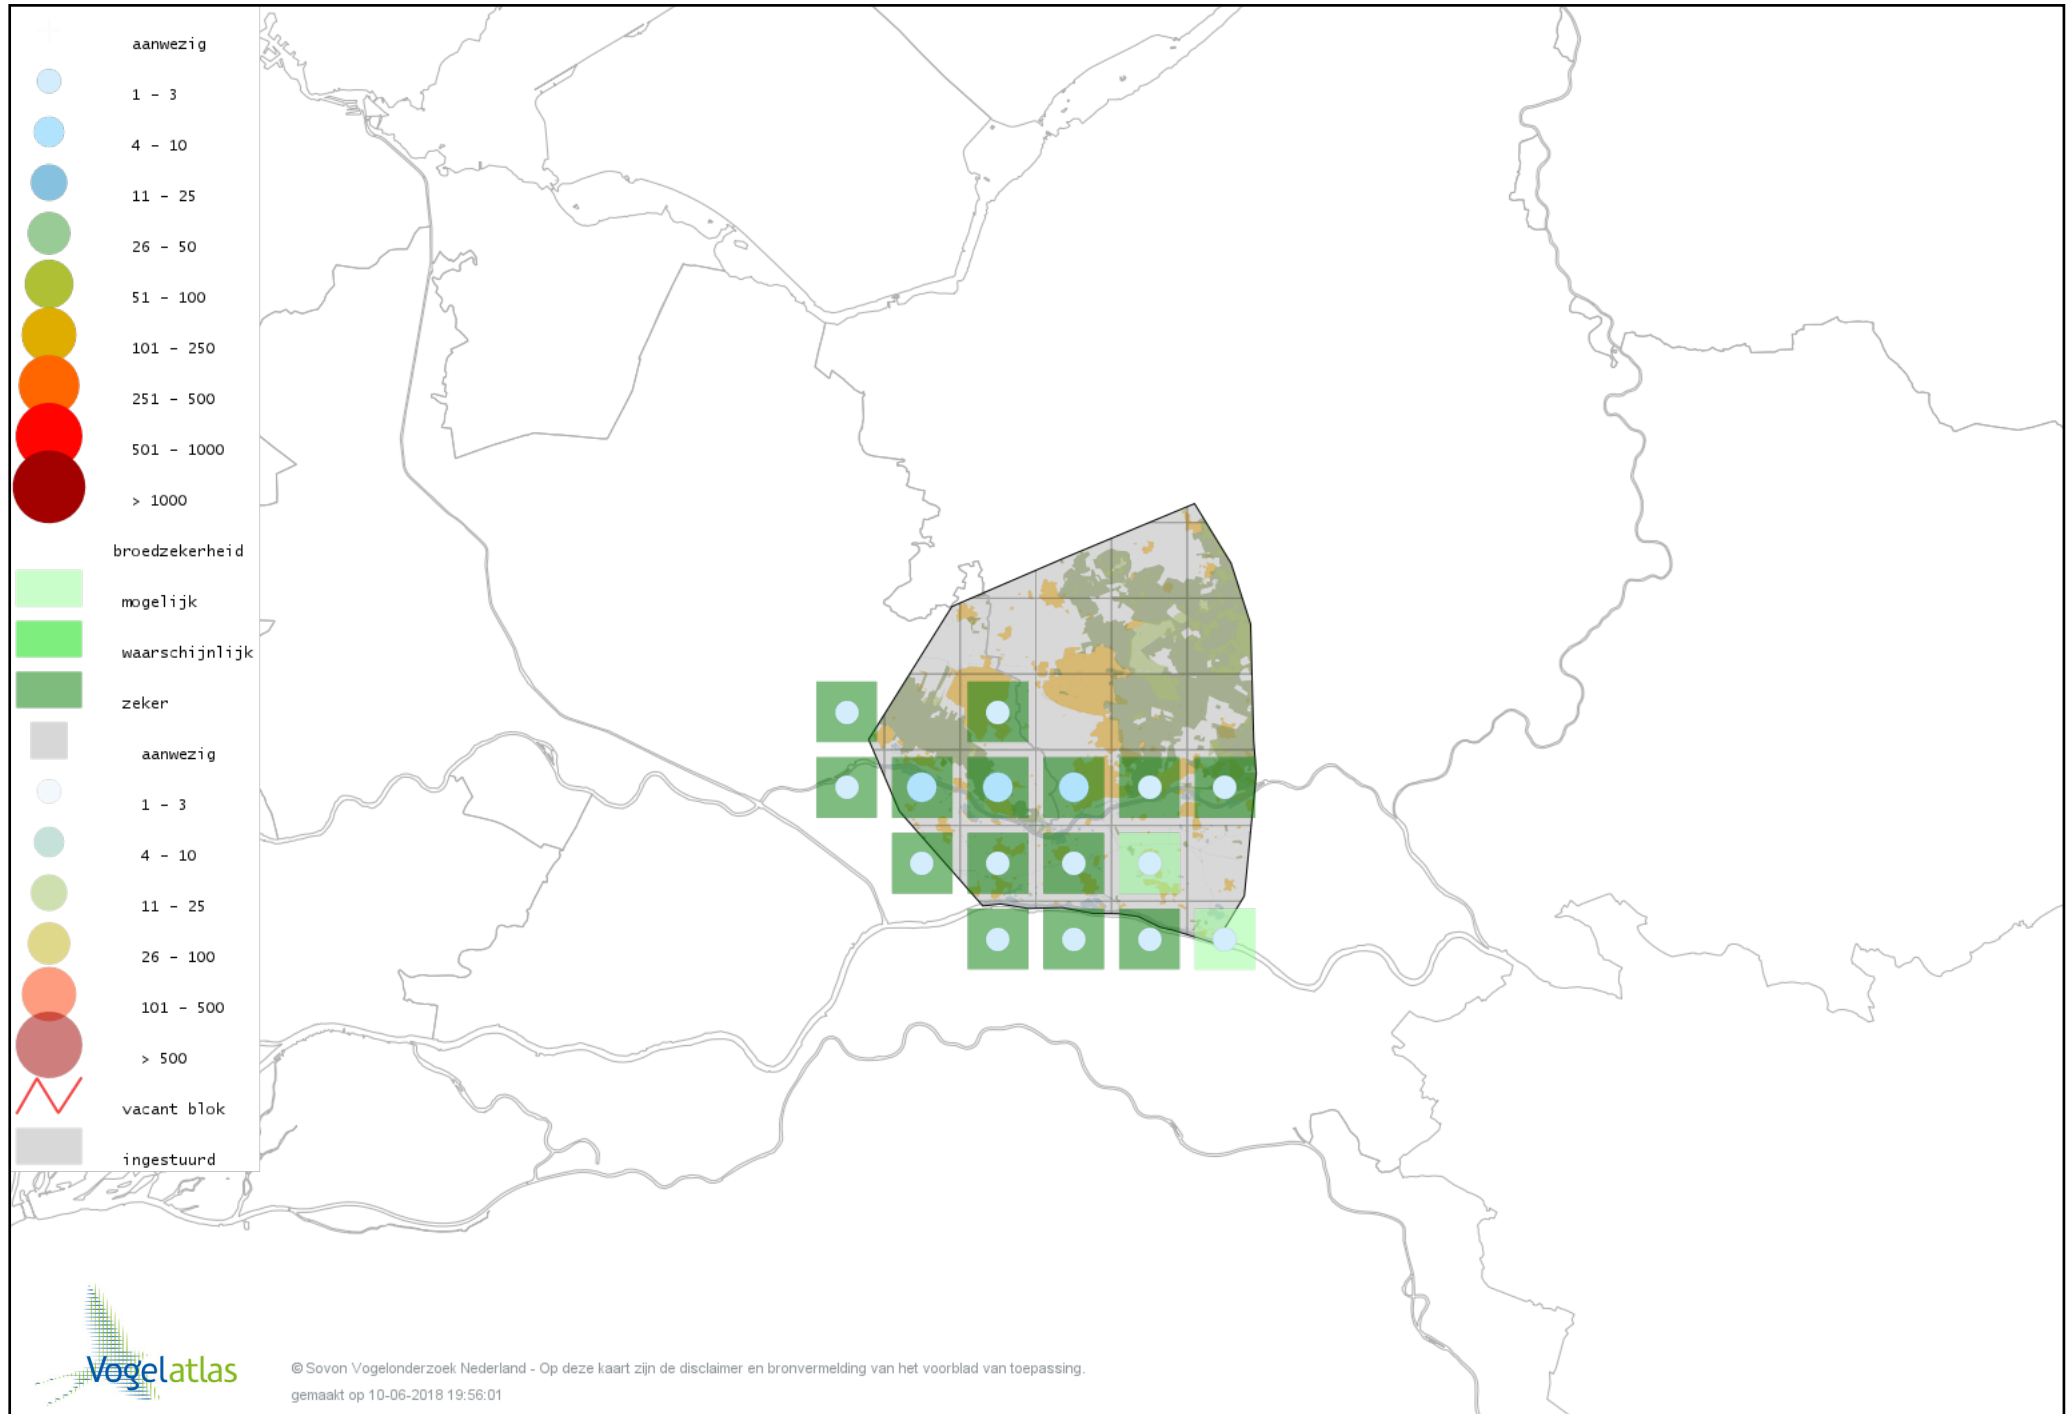 aanwezig
1 - 3
4 - 10
11 - 25
26 - 50
51 - 100
101 - 250
251 - 500
501 - 1000
> 1000
broedzekerheid
mogelijk
waarschijnlijk
zeker
aanwezig
1 - 3
4 - 10
11 - 25
26 - 100
101 - 500
> 500
vacant blok
ingestuurd
Vogelatlas
© Sovon Vogelonderzoek Nederland - Op deze kaart zijn de disclaimer en bronvermelding van het voorblad van toepassing.
gemaakt op 10-06-2018 19:56:01